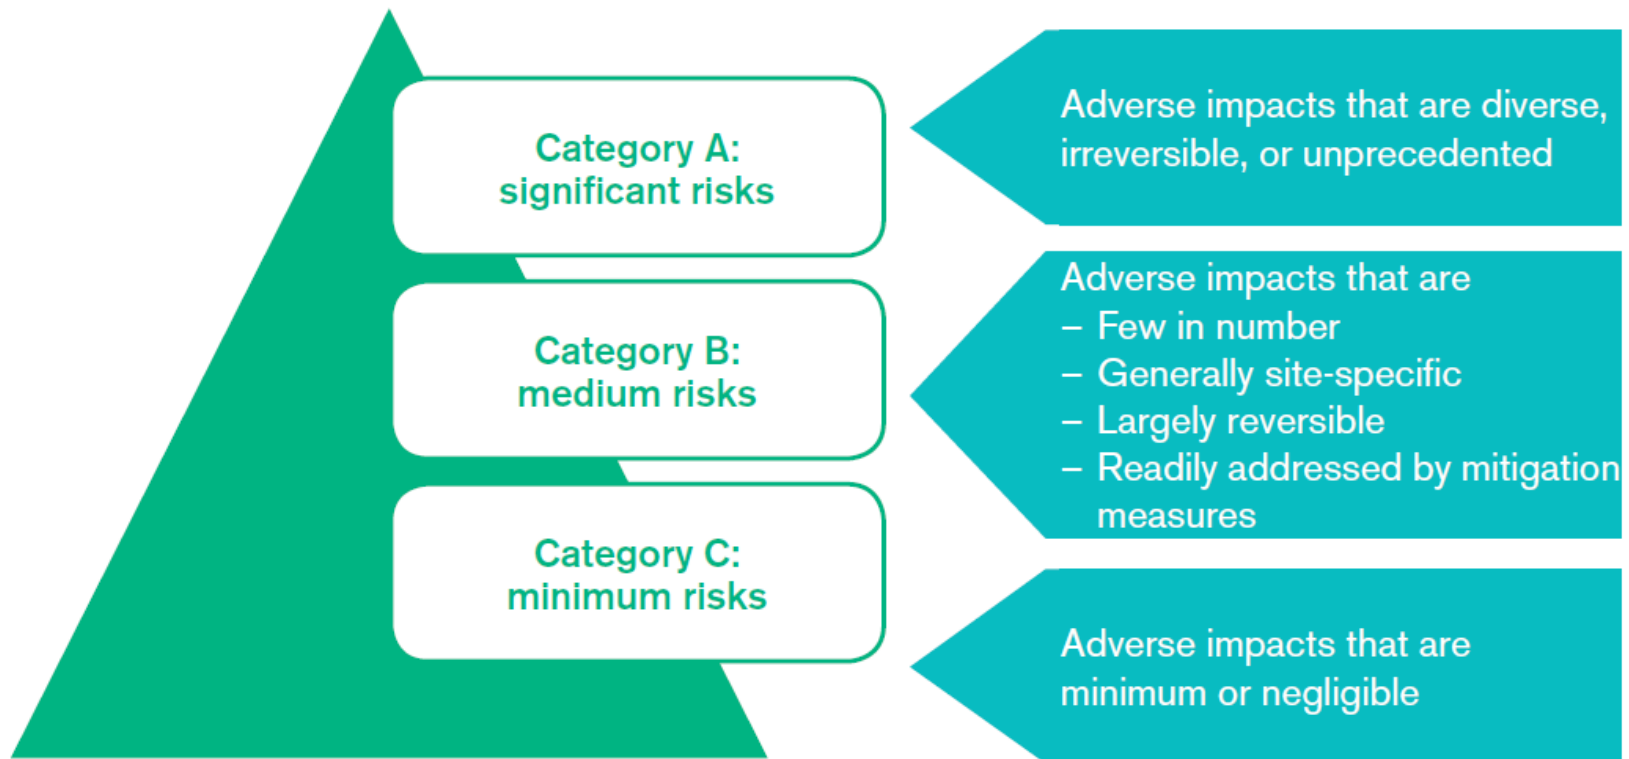 Category A:
significant risks
Adverse impacts that are diverse,
irreversible, or unprecedented
Category B:
medium risks
Adverse impacts that are
– Few in number
– Generally site-specific
– Largely reversible
– Readily addressed by mitigation
measures
Category C:
minimum risks
Adverse impacts that are
minimum or negligible